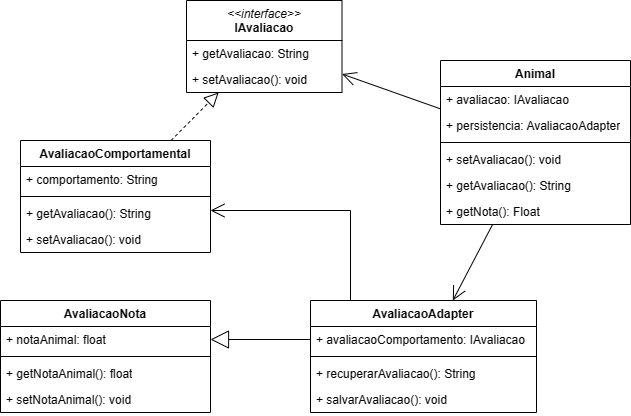 <<interface>>
IAvaliacao
+ getAvaliacao: String
+ setAvaliacao(): void
Animal
+ avaliacao: IAvaliacao
+ persistencia: AvaliacaoAdapter
+ setAvaliacao(): void
+ getAvaliacao(): String
+ getNota(): Float
AvaliacaoComportamental
+ comportamento: String
+ getAvaliacao(): String
+ setAvaliacao(): void
AvaliacaoNota
+ notaAnimal: float
+ getNotaAnimal(): float
+ setNotaAnimal(): void
AvaliacaoAdapter
+ avaliacaoComportamento: IAvaliacao
+ recuperarAvaliacao(): String
+ salvarAvaliacao(): void